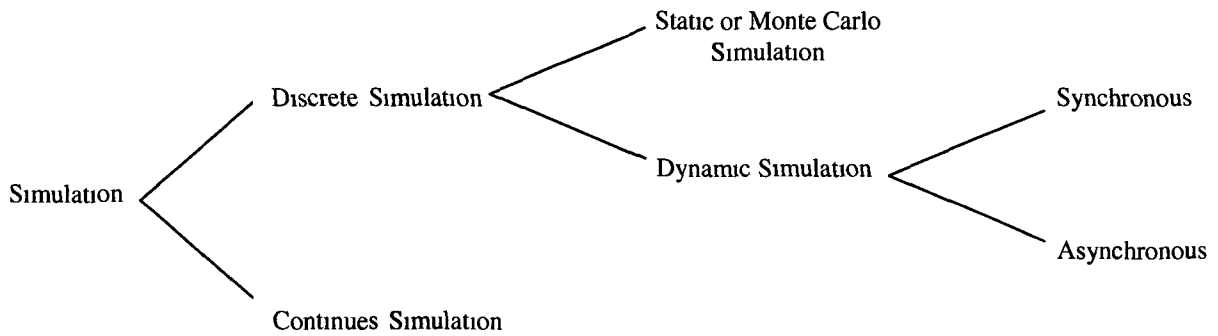 Static or Monte Carlo
Simulation
Discrete Simulation
Synchronous
Dynamic Simulation
Simulation
Asynchronous
Continues Simulation